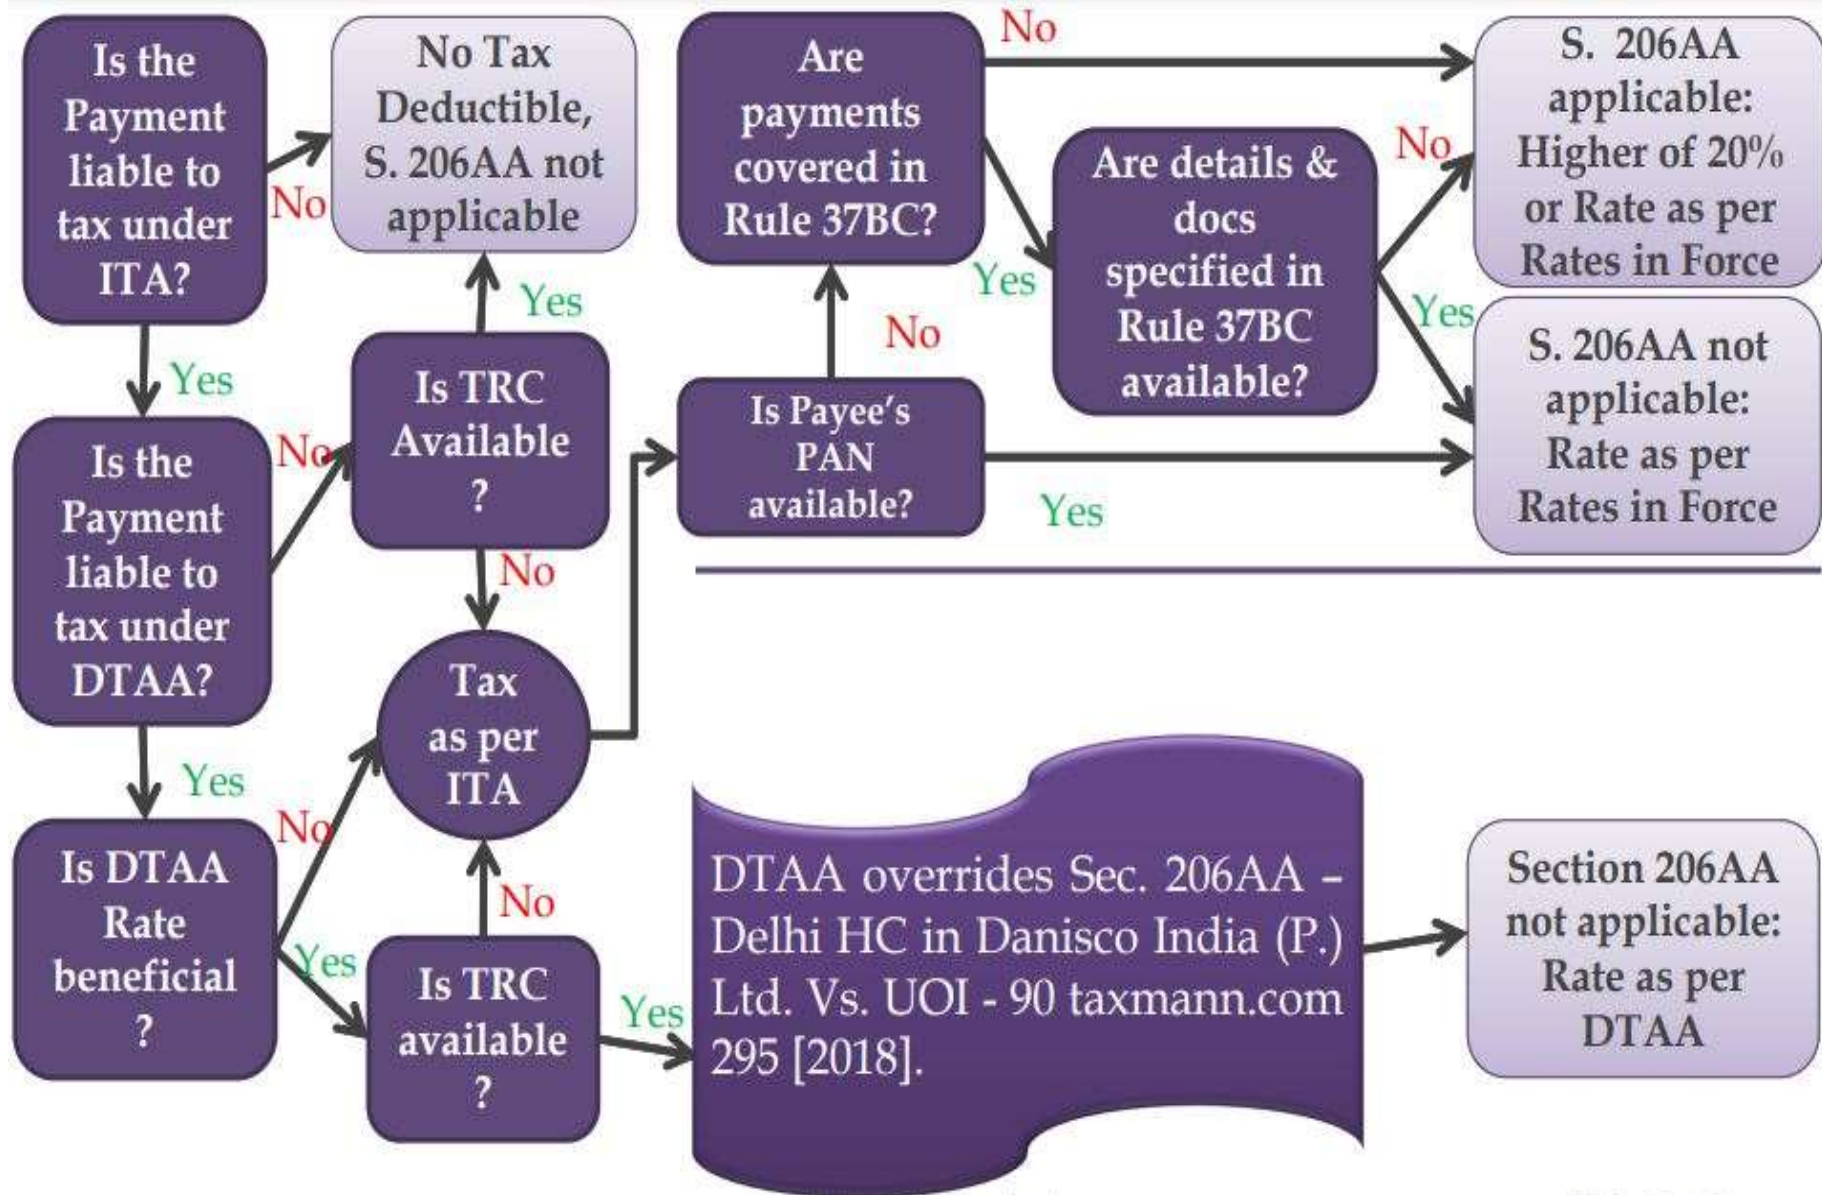 Is the
Payment
liable to
tax under
ITA?
No
No Tax
Deductible,
S. 206AA not
applicable
Yes
Yes
Is the
Payment
liable to
tax under
DTAA?
No
Is TRC
Available
?
No
Yes
Is DTAA
Rate
beneficial
?
No
Yes
Tax
as per
ITA
No
Is TRC
available
?
Yes
Are
payments
covered in
Rule 37BC?
No
Yes
No
Is Payee's
PAN
available?
Yes
Are details &
docs
specified in
Rule 37BC
available?
No
Yes
S. 206AA
applicable:
Higher of 20%
or Rate as per
Rates in Force
S. 206AA not
applicable:
Rate as per
Rates in Force
DTAA overrides Sec. 206AA –
Delhi HC in Danisco India (P.)
Ltd. Vs. UOI - 90 taxmann.com
295 [2018].
Section 206AA
not applicable:
Rate as per
DTAA